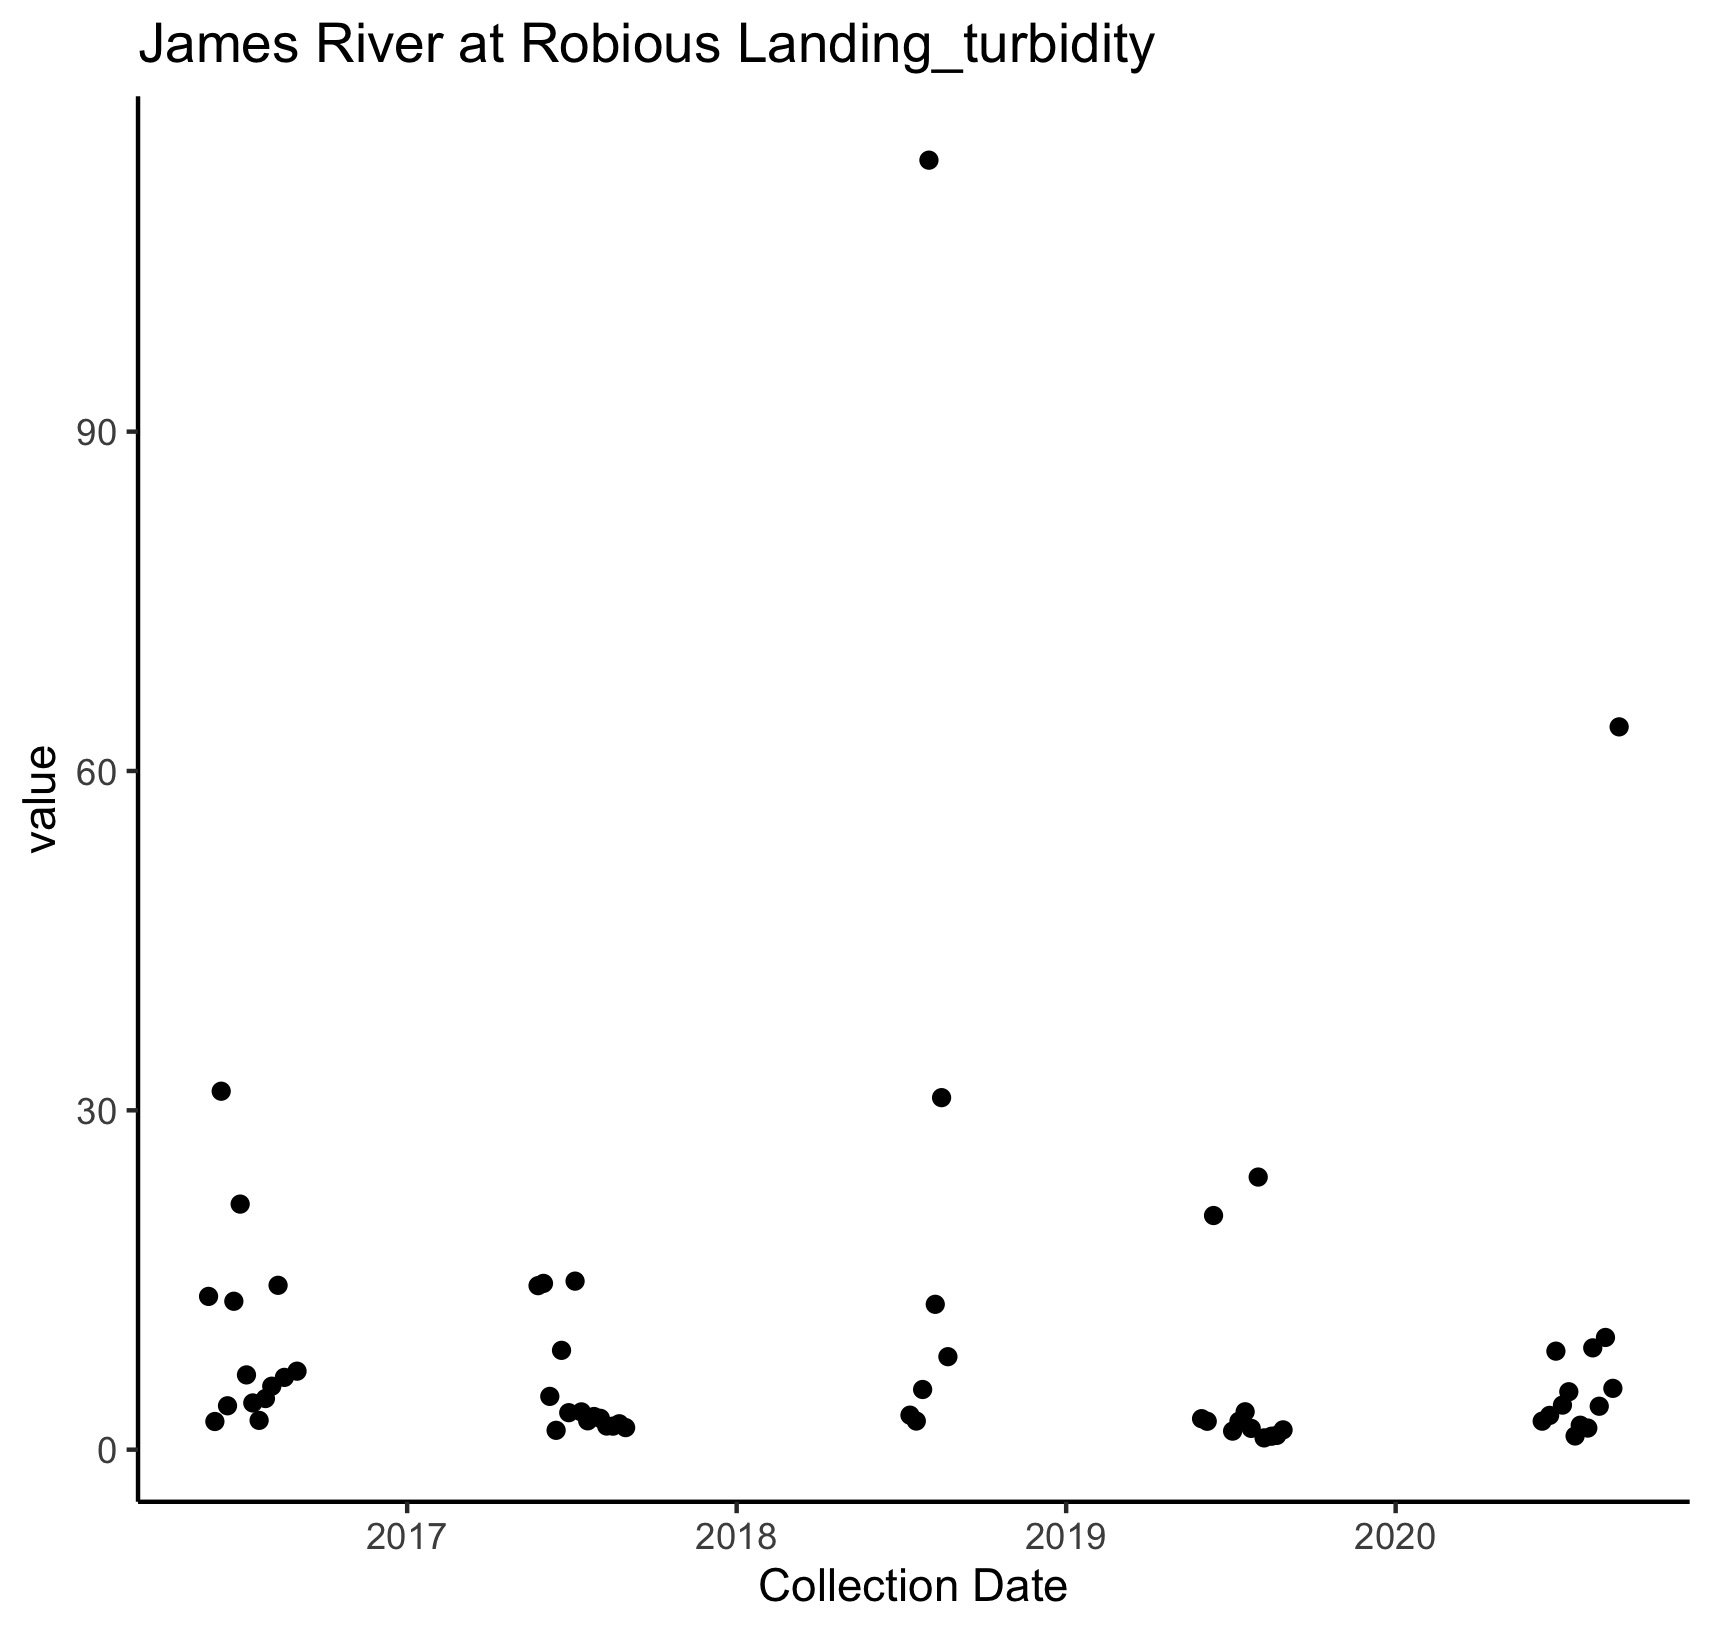 James River at Robious Landing_turbidity
value
90
60
30
0
2017 2018 2019 2020
Collection Date